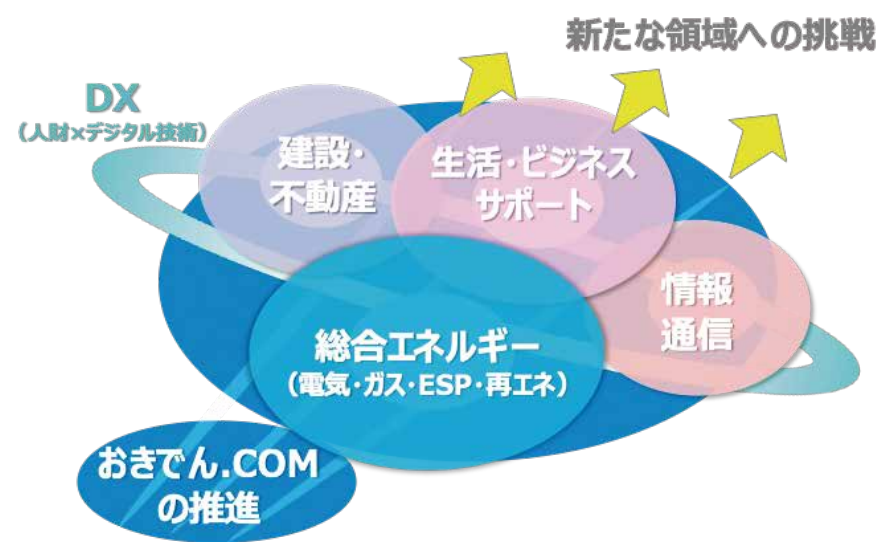 新たな領域への挑戦
DX
（人財×デジタル技術）
建設・
不動産
生活・ビジネス
サポート
情報
通信
総合エネルギー
（電気・ガス・ESP・再エネ）
おきでん.COM
の推進